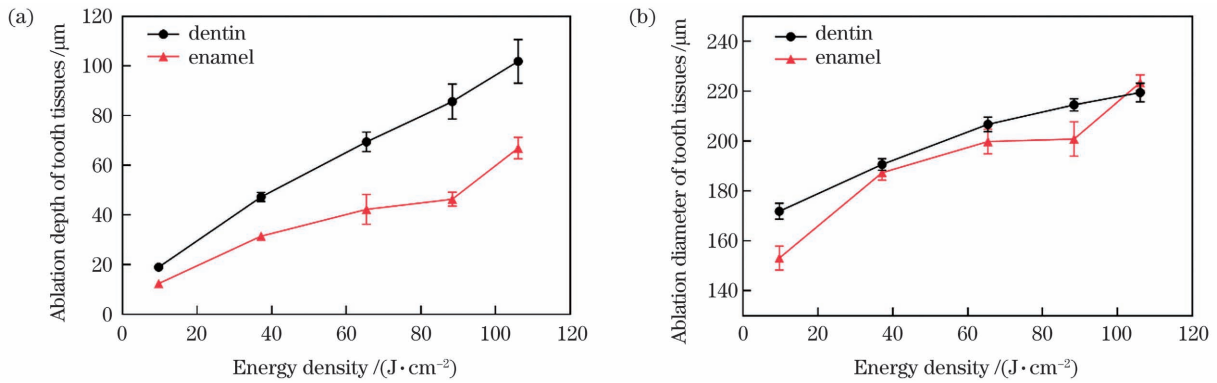 (a)
Ablation depth of tooth tissues /μm
120
100
80
60
40
20
0
dentin
enamel
0 20 40 60 80 100 120
Energy density /(J·cm⁻²)
(b)
Ablation diameter of tooth tissues /μm
240
220
200
180
160
140
dentin
enamel
0 20 40 60 80 100 120
Energy density /(J·cm⁻²)